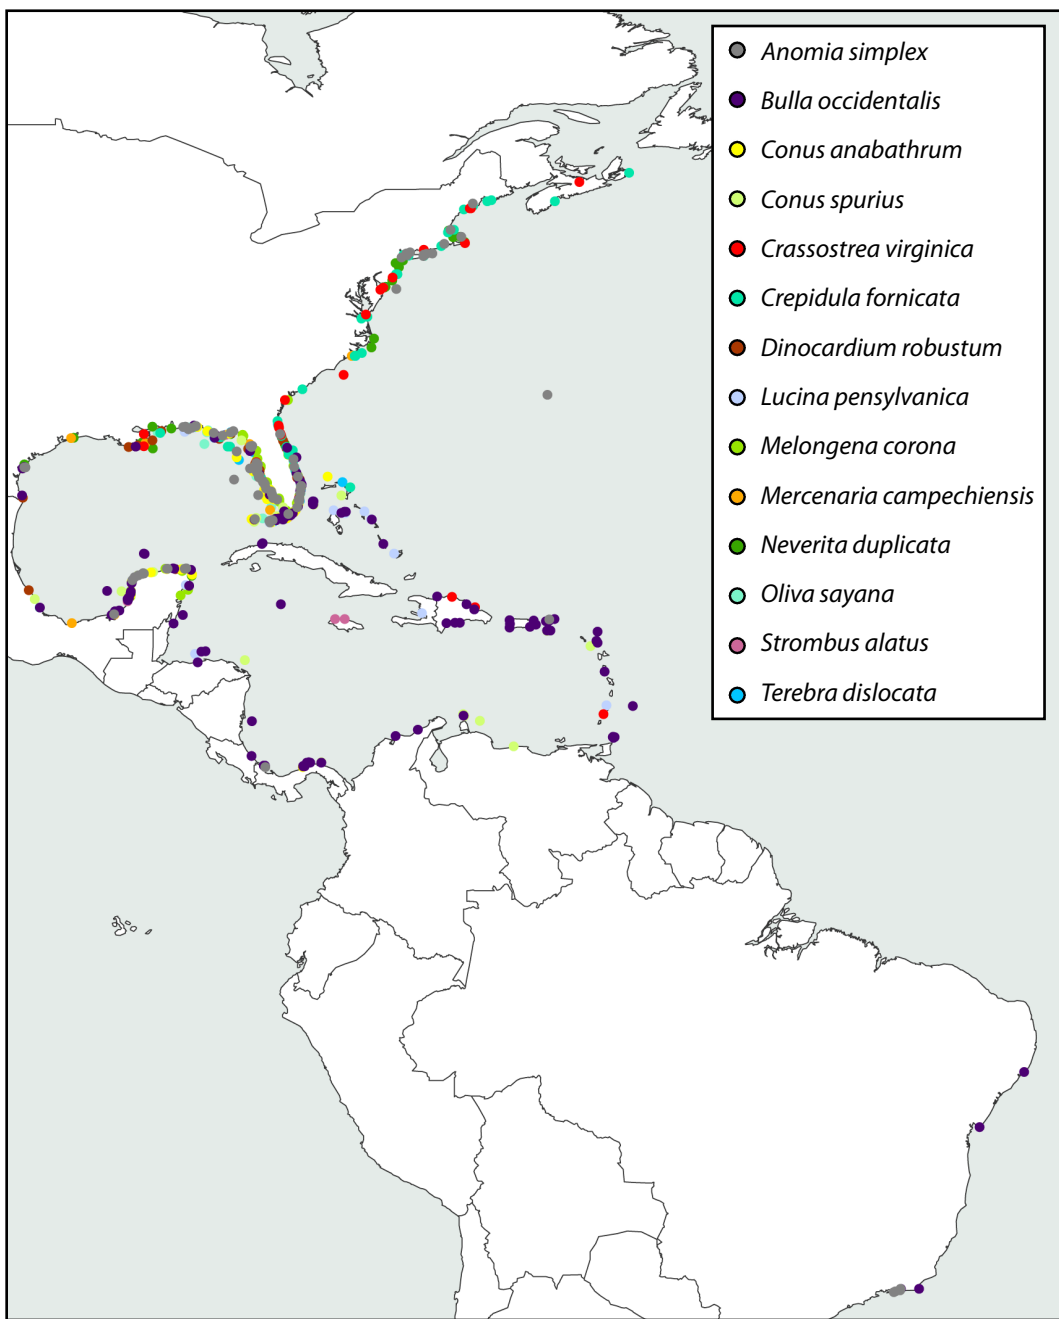 Anomia simplex
Bulla occidentalis
Conus anabathrum
Conus spurius
Crassostrea virginica
Crepidula fornicata
Dinocardium robustum
Lucina pensylvanica
Melongena corona
Mercenaria campechiensis
Neverita duplicata
Oliva sayana
Strombus alatus
Terebra dislocata